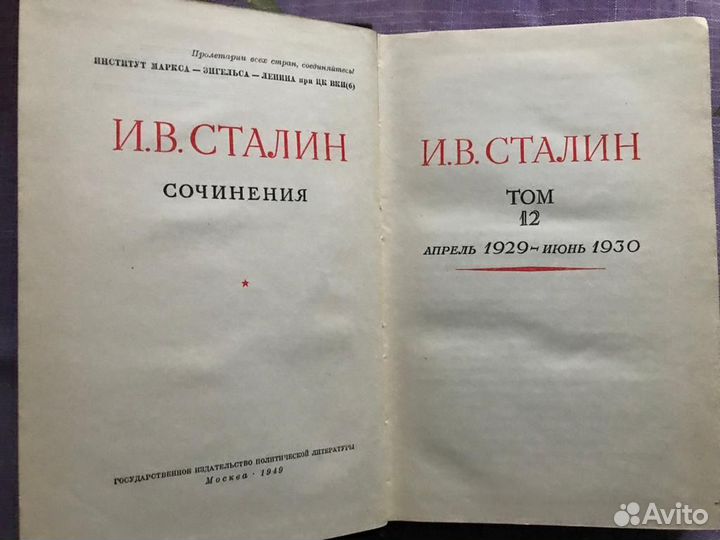 Пролетарии всех стран, соединяйтесь!
ИНСТИТУТ МАРКСА — ЭНГЕЛЬСА — ЛЕНИНА при ЦК ВКП(б)
И.В. СТАЛИН
СОЧИНЕНИЯ
ГОСУДАРСТВЕННОЕ ИЗДАТЕЛЬСТВО ПОЛИТИЧЕСКОЙ ЛИТЕРАТУРЫ
Москва · 1949
И.В. СТАЛИН
ТОМ
12
АПРЕЛЬ 1929 - ИЮНЬ 1930
Avito